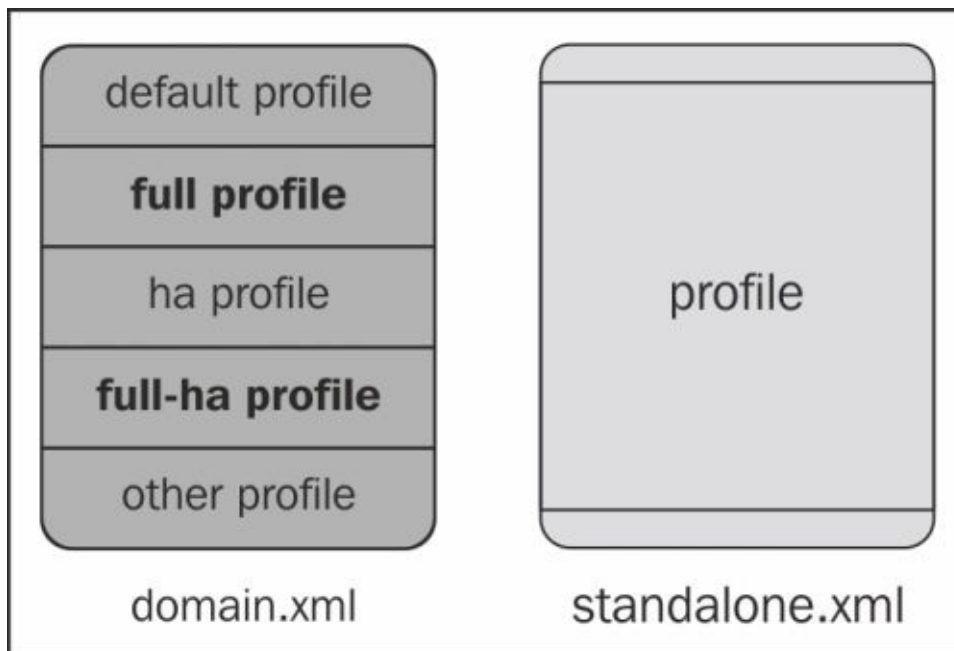 default profile
full profile
ha profile
full-ha profile
other profile
domain.xml
profile
standalone.xml